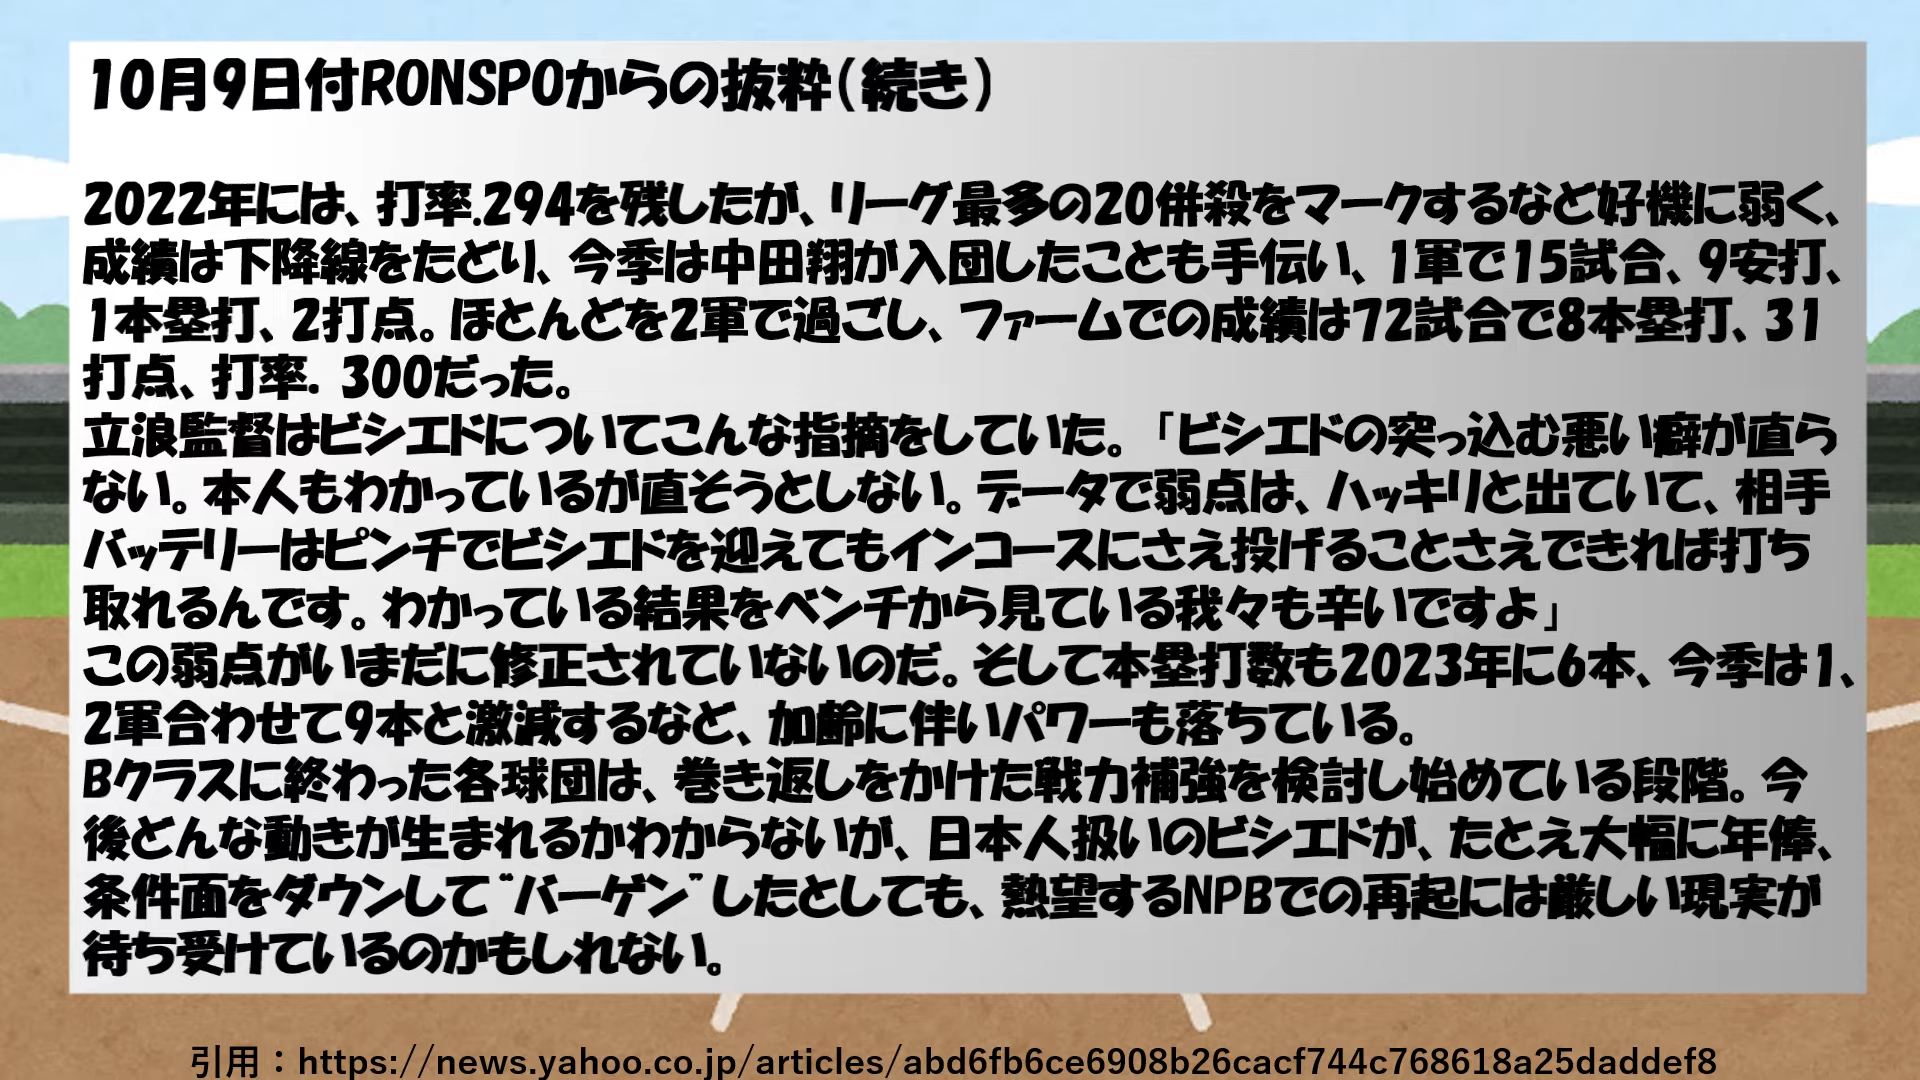 10月9日付RONSPOからの抜粋(続き)
2022年には、打率.294を残したが、リーグ最多の20併殺をマークするなど好機に弱く、
成績は下降線をたどり、今季は中田翔が入団したことも手伝い、1軍で15試合、9安打、
1本塁打、2打点。ほとんどを2軍で過ごし、ファームでの成績は72試合で8本塁打、31
打点、打率. 300だった。
立浪監督はビシエドについてこんな指摘をしていた。「ビシエドの突っ込む悪い癖が直ら
ない。本人もわかっているが直そうとしない。データで弱点は、ハッキリと出ていて、相手
バッテリーはピンチでビシエドを迎えてもインコースにさえ投げることさえできれば打ち
取れるんです。わかっている結果をベンチから見ている我々も辛いですよ」
この弱点がいまだに修正されていないのだ。そして本塁打数も2023年に6本、今季は1、
2軍合わせて9本と激減するなど、加齢に伴いパワーも落ちている。
Bクラスに終わった各球団は、巻き返しをかけた戦力補強を検討し始めている段階。今
後どんな動きが生まれるかわからないが、日本人扱いのビシエドが、たとえ大幅に年俸、
条件面をダウンして“バーゲン”したとしても、熱望するNPBでの再起には厳しい現実が
待ち受けているのかもしれない。
引用：https://news.yahoo.co.jp/articles/abd6fb6ce6908b26cacf744c768618a25daddef8